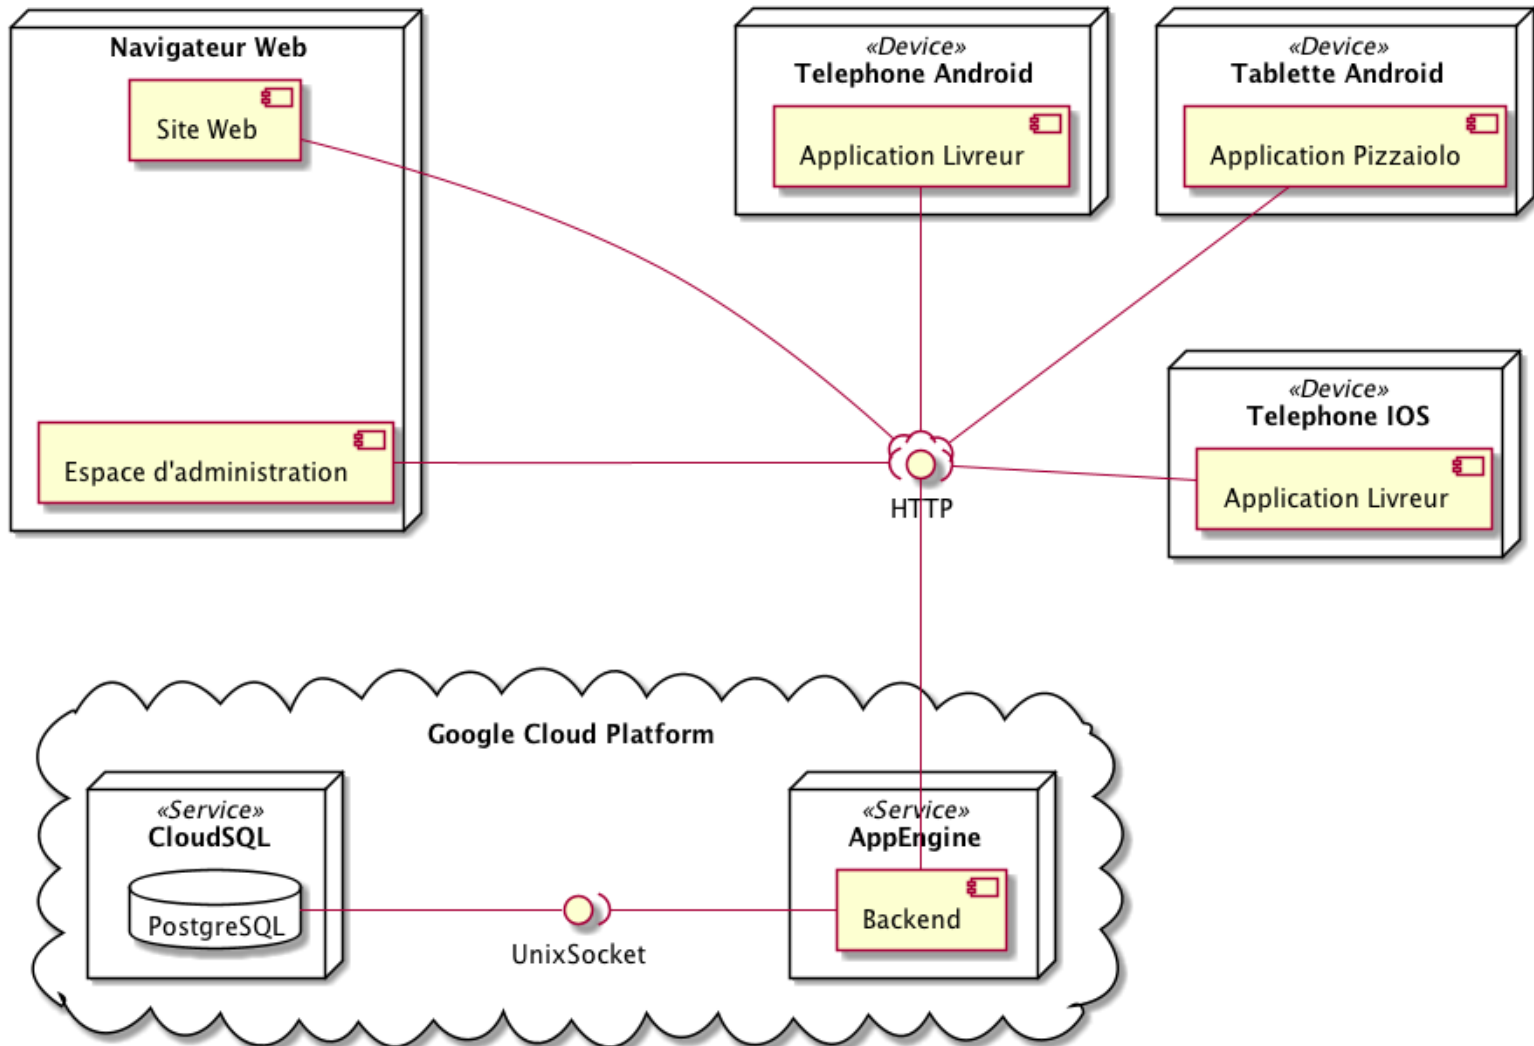 Navigateur Web
Site Web
Espace d'administration
«Device»
Telephone Android
Application Livreur
«Device»
Tablette Android
Application Pizzaiolo
«Device»
Telephone IOS
Application Livreur
HTTP
Google Cloud Platform
«Service»
CloudSQL
PostgreSQL
UnixSocket
«Service»
AppEngine
Backend